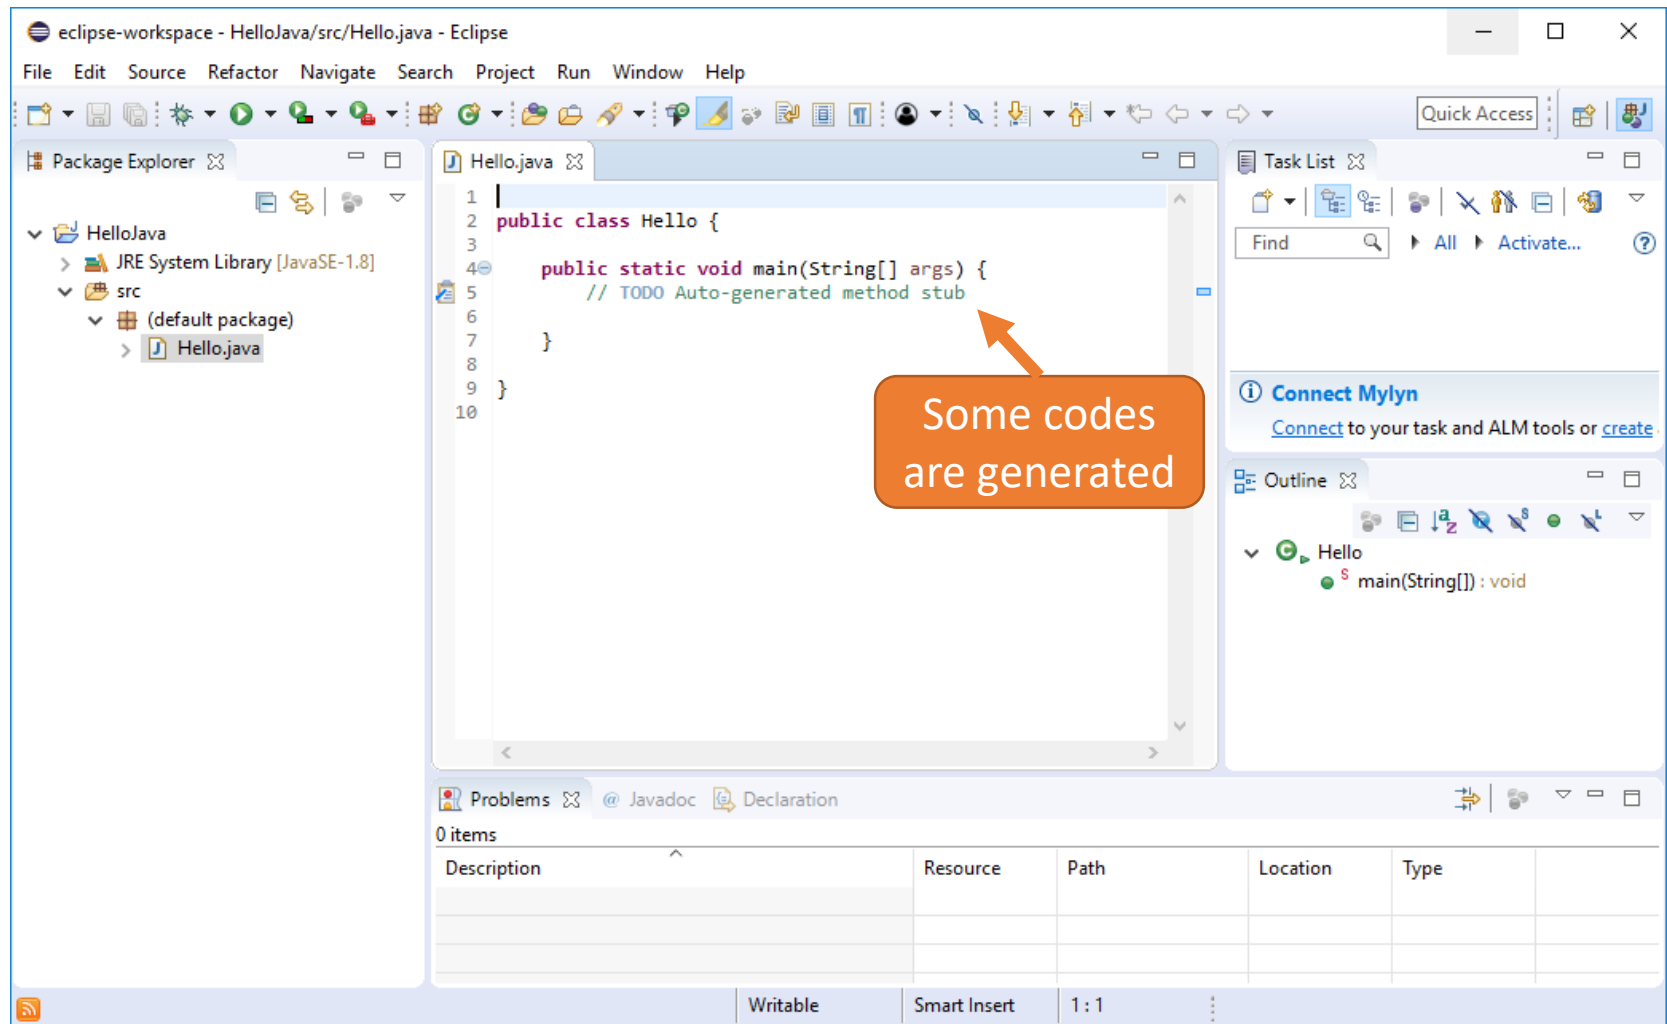 eclipse-workspace - HelloJava/src/Hello.java - Eclipse
File Edit Source Refactor Navigate Search Project Run Window Help
Quick Access
Package Explorer
HelloJava
JRE System Library [JavaSE-1.8]
src
(default package)
Hello.java
Hello.java
1
2 public class Hello {
3
4 public static void main(String[] args) {
5 // TODO Auto-generated method stub
6
7 }
8
9 }
10
Some codes
are generated
Task List
Find All Activate...
Connect Mylyn
Connect to your task and ALM tools or create
Outline
Hello
main(String[]) : void
Problems @ Javadoc Declaration
0 items
Description Resource Path Location Type
Writable Smart Insert 1 : 1